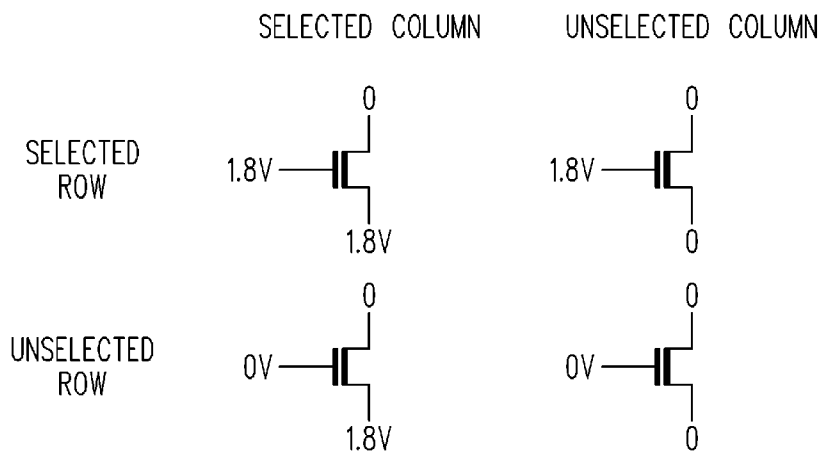 SELECTED COLUMN UNSELECTED COLUMN
0 0
SELECTED
ROW
1.8V 1.8V
1.8V 0
0 0
UNSELECTED
ROW
0V 0V
1.8V 0